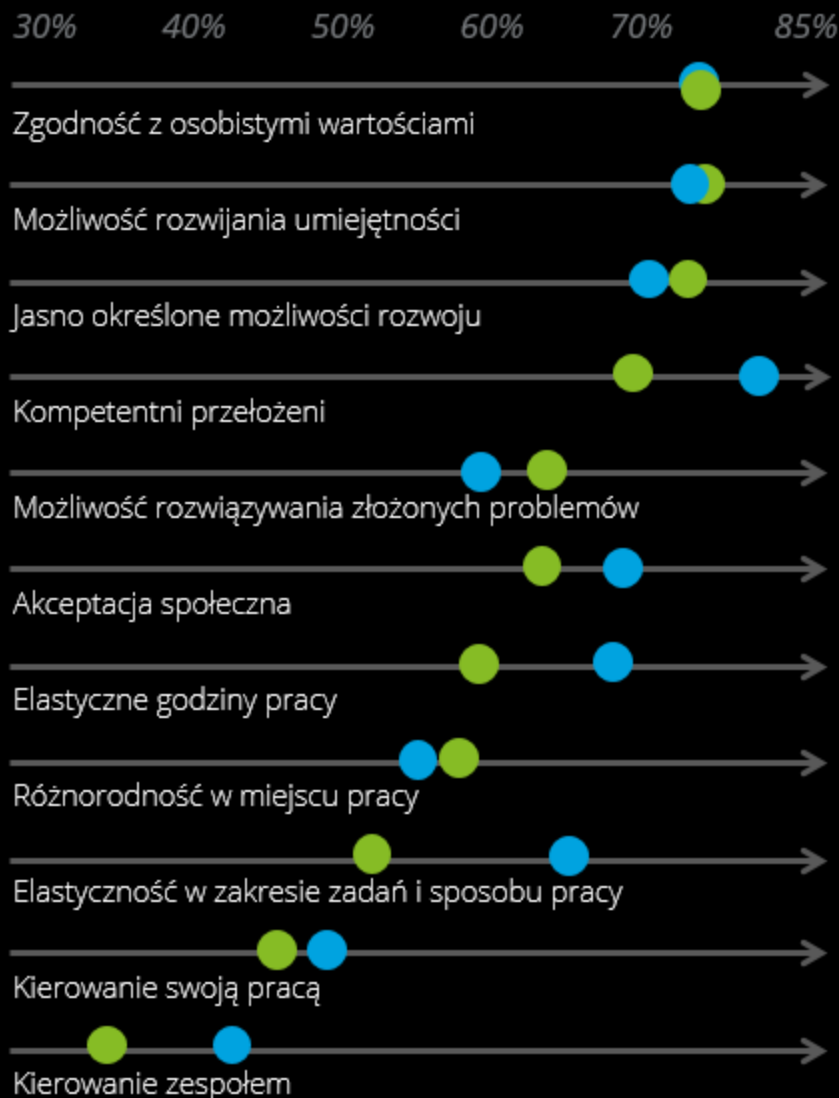 30% 40% 50% 60% 70% 85%
Zgodność z osobistymi wartościami
Możliwość rozwijania umiejętności
Jasno określone możliwości rozwoju
Kompetentni przełożeni
Możliwość rozwiązywania złożonych problemów
Akceptacja społeczna
Elastyczne godziny pracy
Różnorodność w miejscu pracy
Elastyczność w zakresie zadań i sposobu pracy
Kierowanie swoją pracą
Kierowanie zespołem